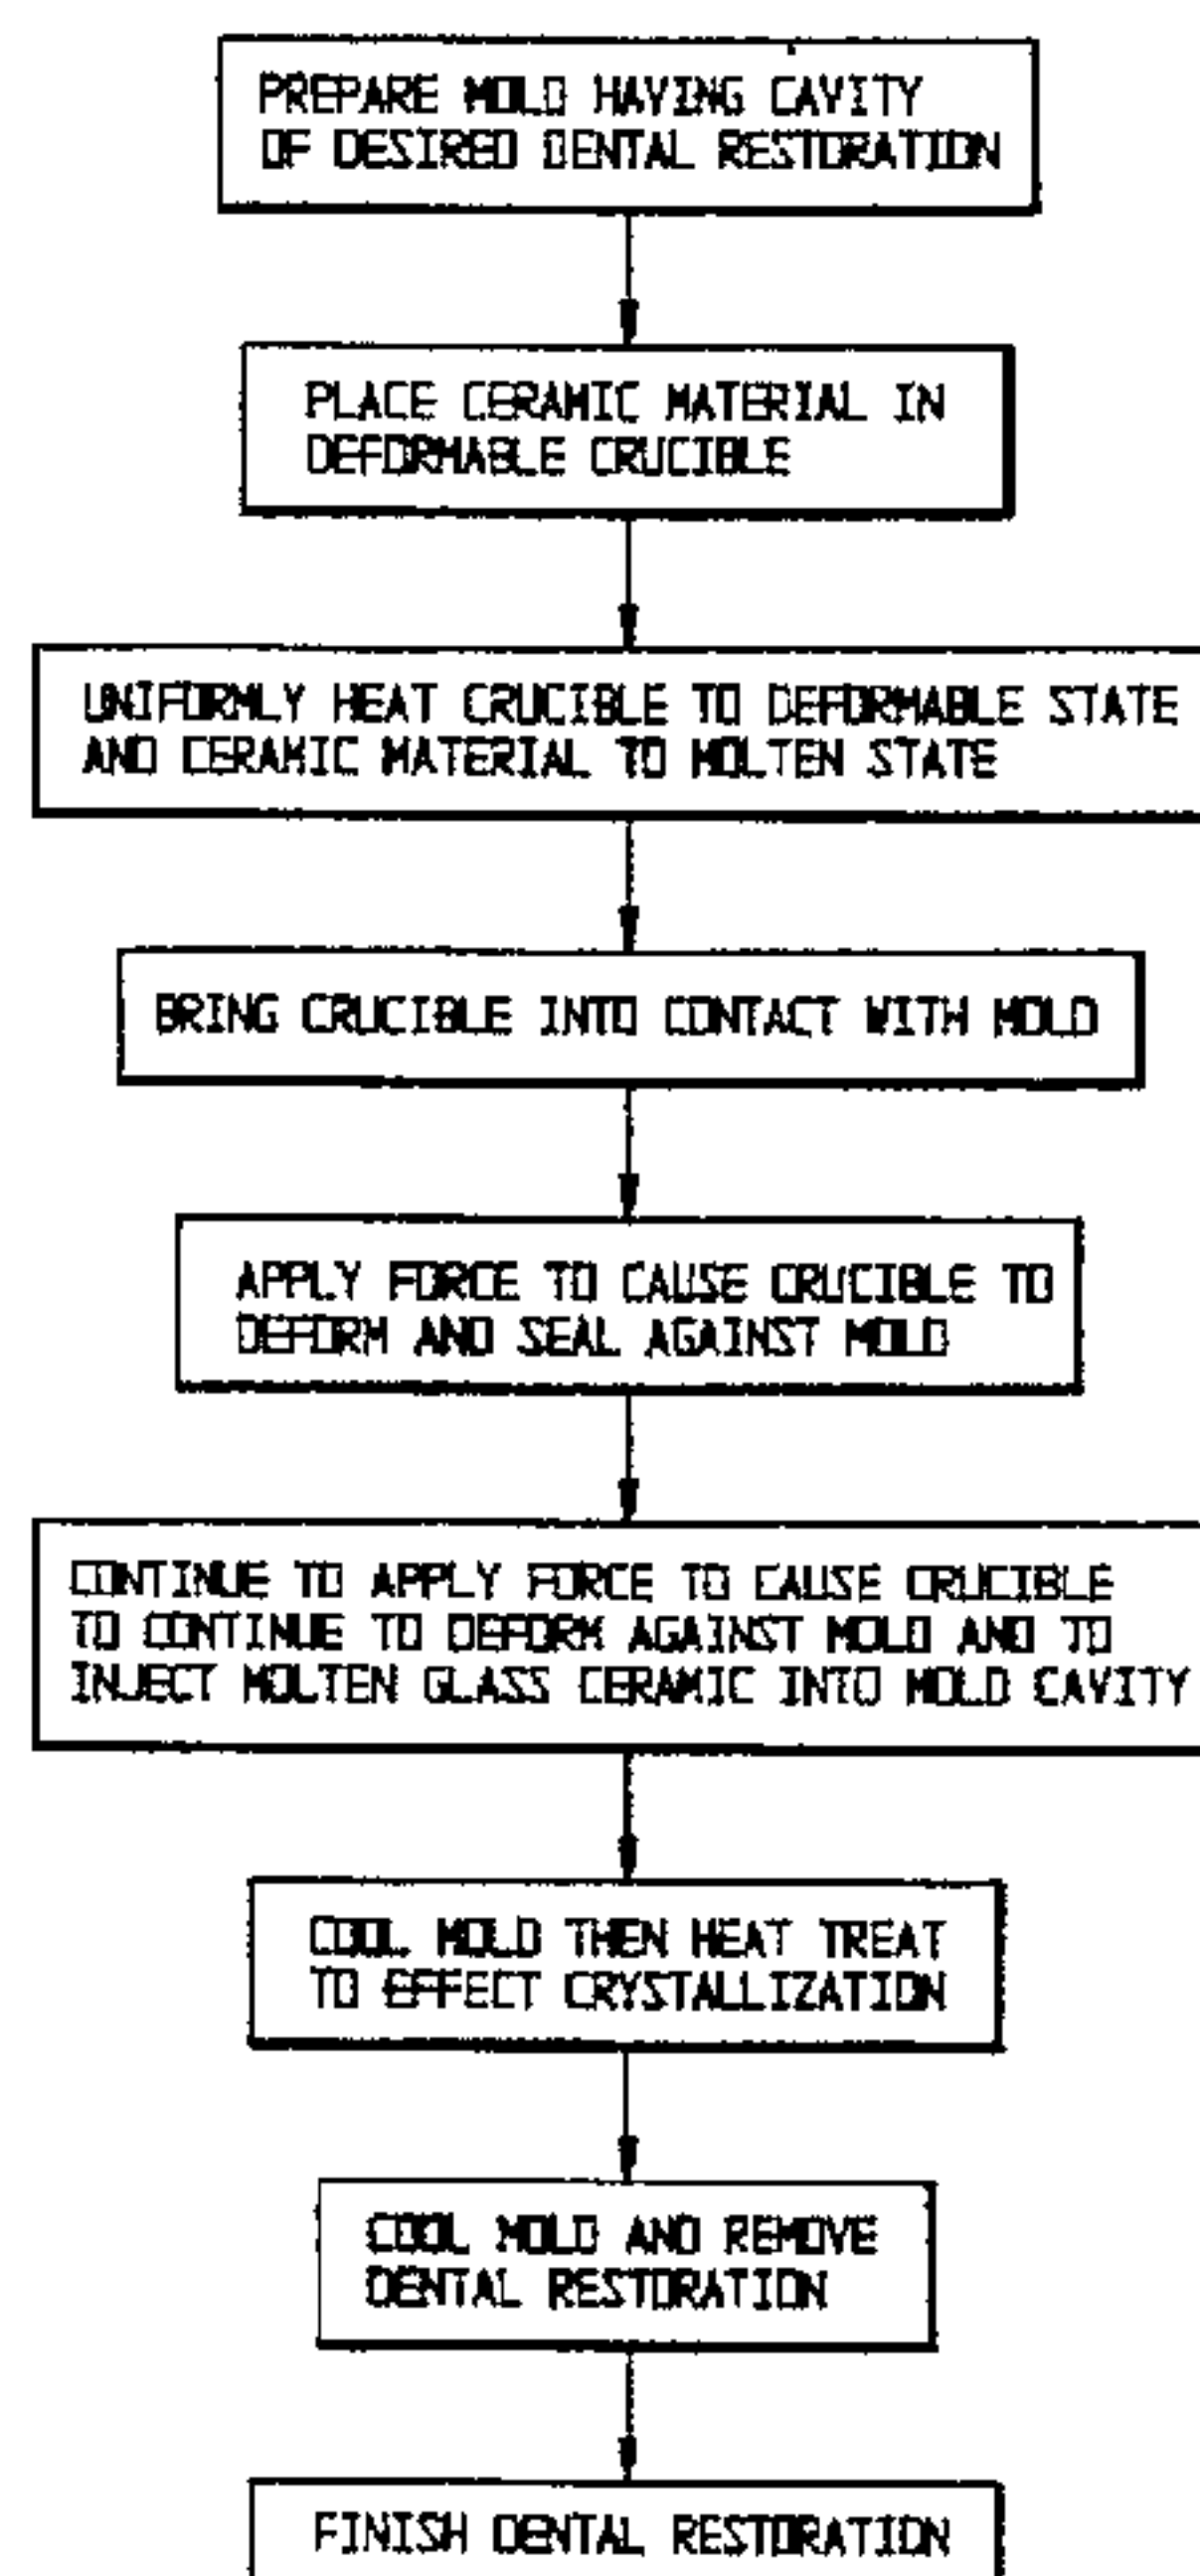 PREPARE MOLD HAVING CAVITY
OF DESIRED DENTAL RESTORATION
PLACE CERAMIC MATERIAL IN
DEFORMABLE CRUCIBLE
UNIFORMLY HEAT CRUCIBLE TO DEFORMABLE STATE
AND CERAMIC MATERIAL TO MOLTEN STATE
BRING CRUCIBLE INTO CONTACT WITH MOLD
APPLY FORCE TO CAUSE CRUCIBLE TO
DEFORM AND SEAL AGAINST MOLD
CONTINUE TO APPLY FORCE TO CAUSE CRUCIBLE
TO CONTINUE TO DEFORM AGAINST MOLD AND TO
INJECT MOLTEN GLASS CERAMIC INTO MOLD CAVITY
COOL MOLD THEN HEAT TREAT
TO EFFECT CRYSTALLIZATION
COOL MOLD AND REMOVE
DENTAL RESTORATION
FINISH DENTAL RESTORATION